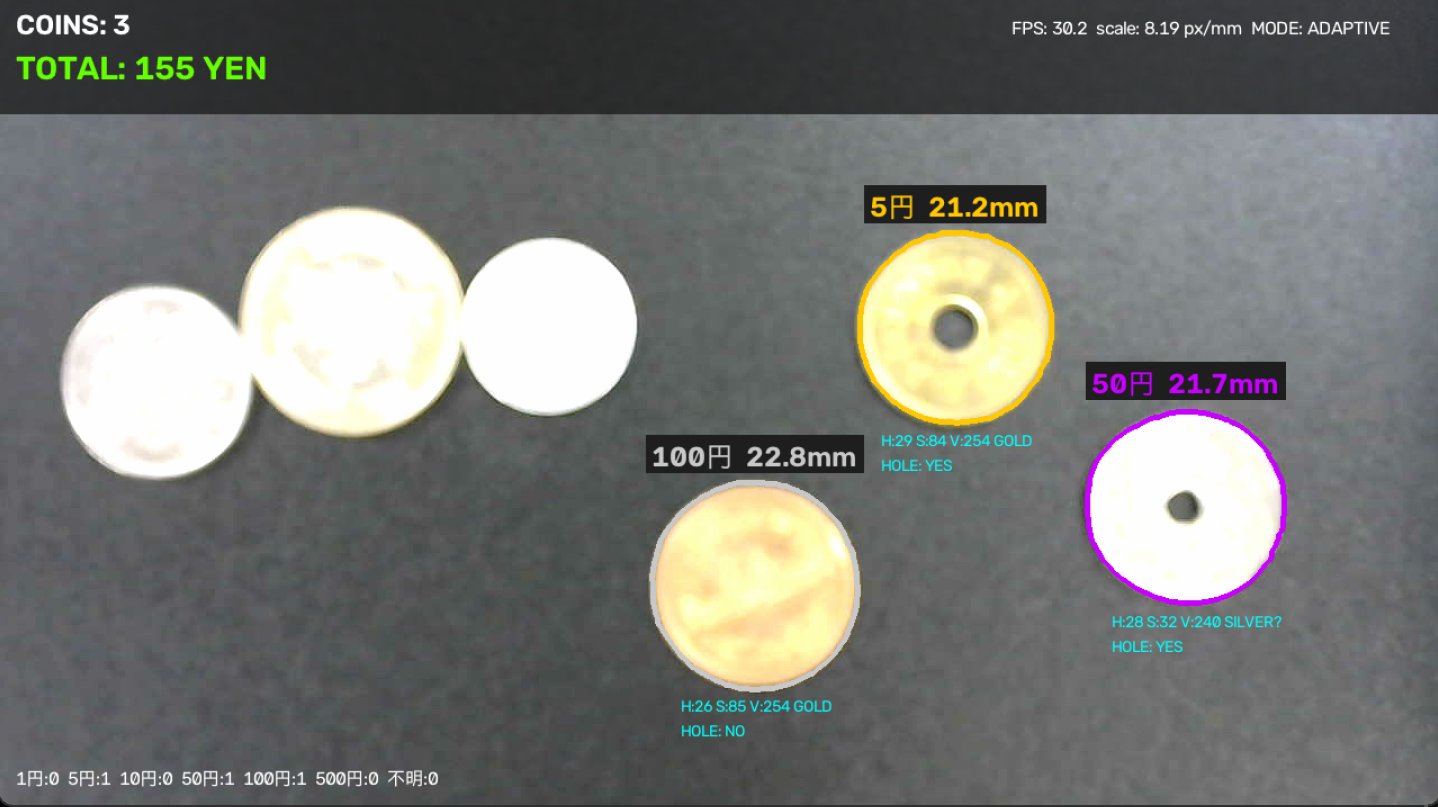 COINS: 3
FPS: 30.2 scale: 8.19 px/mm MODE: ADAPTIVE
TOTAL: 155 YEN
5円 21.2mm
50円 21.7mm
H:29 S:84 V:254 GOLD
HOLE: YES
100円 22.8mm
H:28 S:32 V:240 SILVER?
HOLE: YES
H:26 S:85 V:254 GOLD
HOLE: NO
1円:0 5円:1 10円:0 50円:1 100円:1 500円:0 不明:0